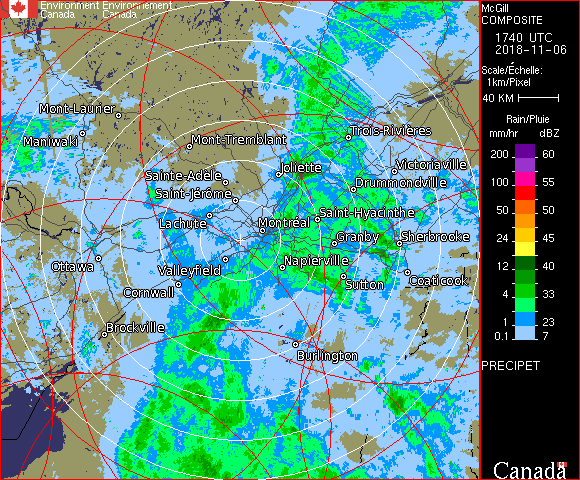 Environment Environnement
Canada Canada
McGill
COMPOSITE
1740 UTC
2018-11-06
Scale/Échelle:
1km/Pixel
40 KM
Rain/Pluie
mm/hr dBZ
200 60
100 55
50 50
24 45
12 40
4 33
1 23
0.1 7
PRECIPET
Canada
Mont-Laurier
Maniwaki
Mont-Tremblant
Trois-Rivières
Sainte-Adèle
Joliette
Victoriaville
Saint-Jérôme
Drummondville
Lachute
Montréal
Saint-Hyacinthe
Granby
Sherbrooke
Ottawa
Valleyfield
Napierville
Cornwall
Sutton
Coaticook
Brockville
Burlington